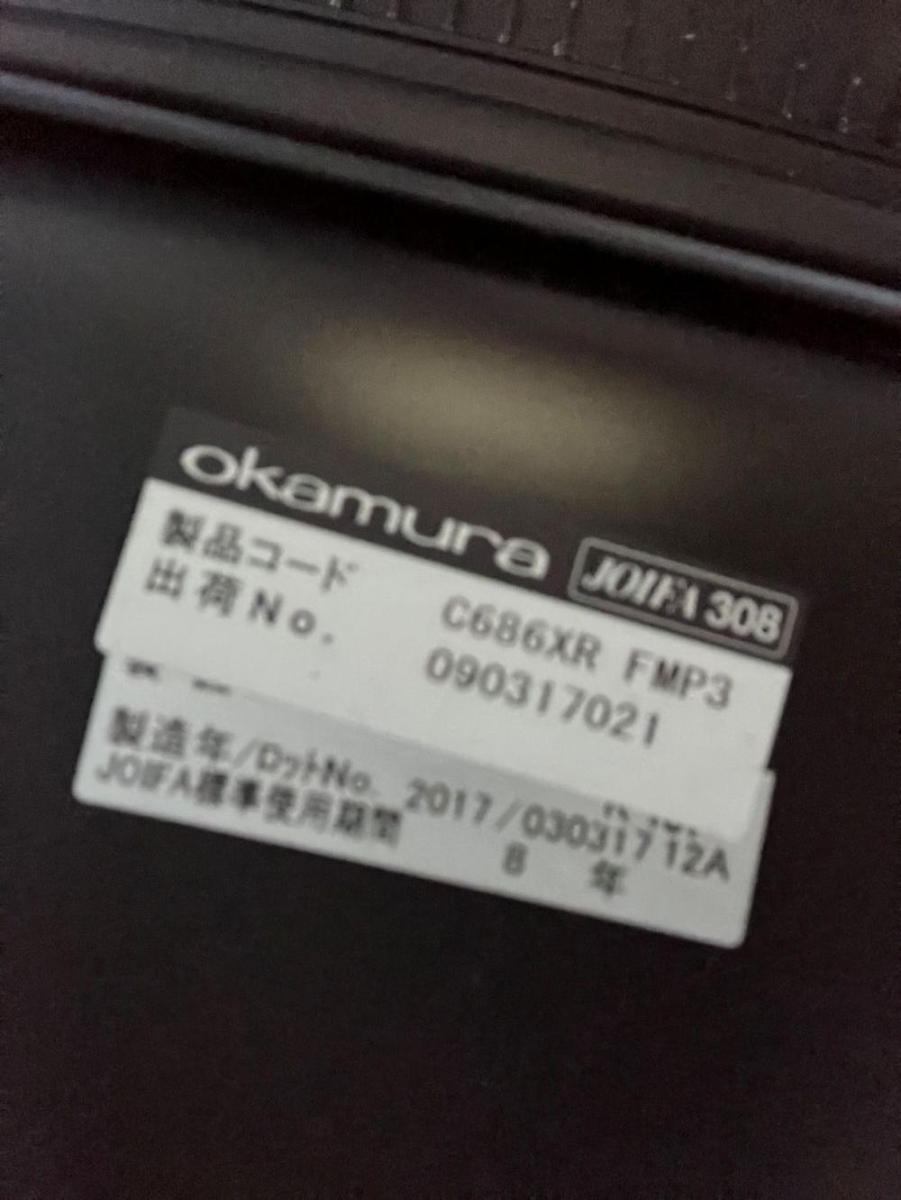 okamura
JOIFA 308
製品コード C686XR FMP3
出荷No. 090317021
製造年/ロットNo. 2017/03031712A
JOIFA標準使用期間 8 年